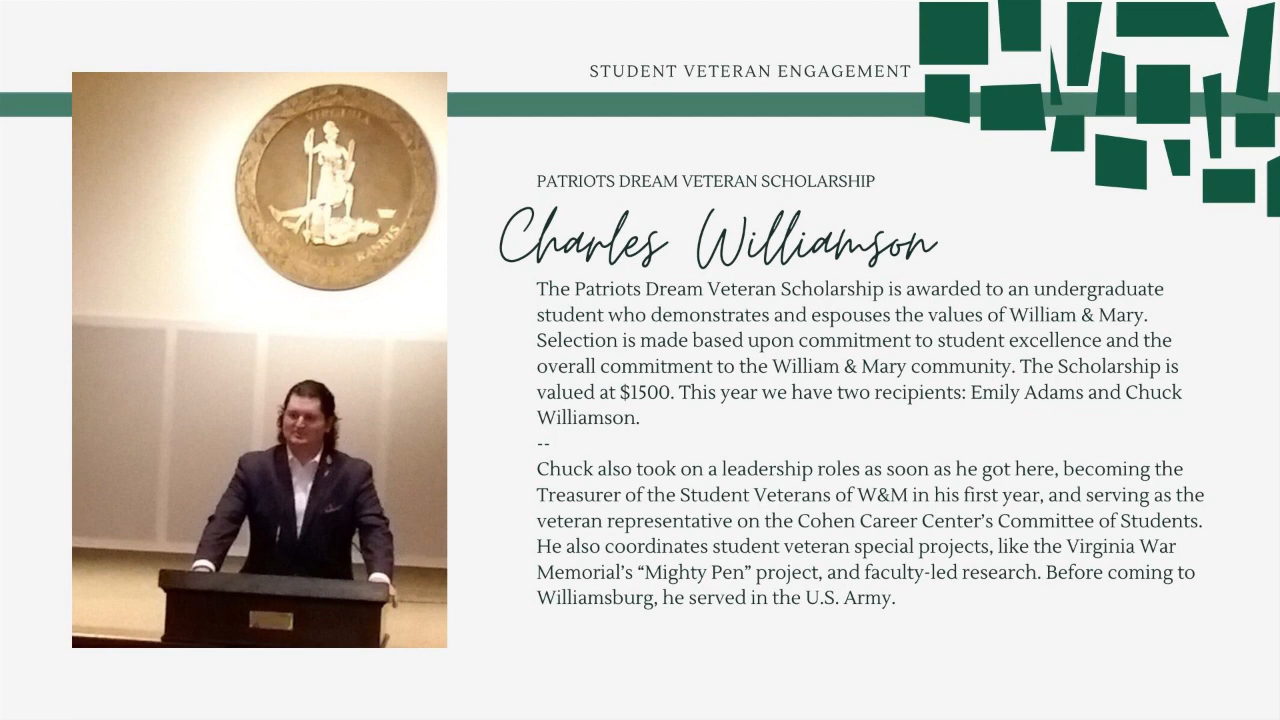 STUDENT VETERAN ENGAGEMENT
VIRGINIA
PATRIOTS DREAM VETERAN SCHOLARSHIP
Charles Williamson
The Patriots Dream Veteran Scholarship is awarded to an undergraduate
student who demonstrates and espouses the values of William & Mary.
Selection is made based upon commitment to student excellence and the
overall commitment to the William & Mary community. The Scholarship is
valued at $1500. This year we have two recipients: Emily Adams and Chuck
Williamson.
--
Chuck also took on a leadership roles as soon as he got here, becoming the
Treasurer of the Student Veterans of W&M in his first year, and serving as the
veteran representative on the Cohen Career Center’s Committee of Students.
He also coordinates student veteran special projects, like the Virginia War
Memorial’s “Mighty Pen” project, and faculty-led research. Before coming to
Williamsburg, he served in the U.S. Army.